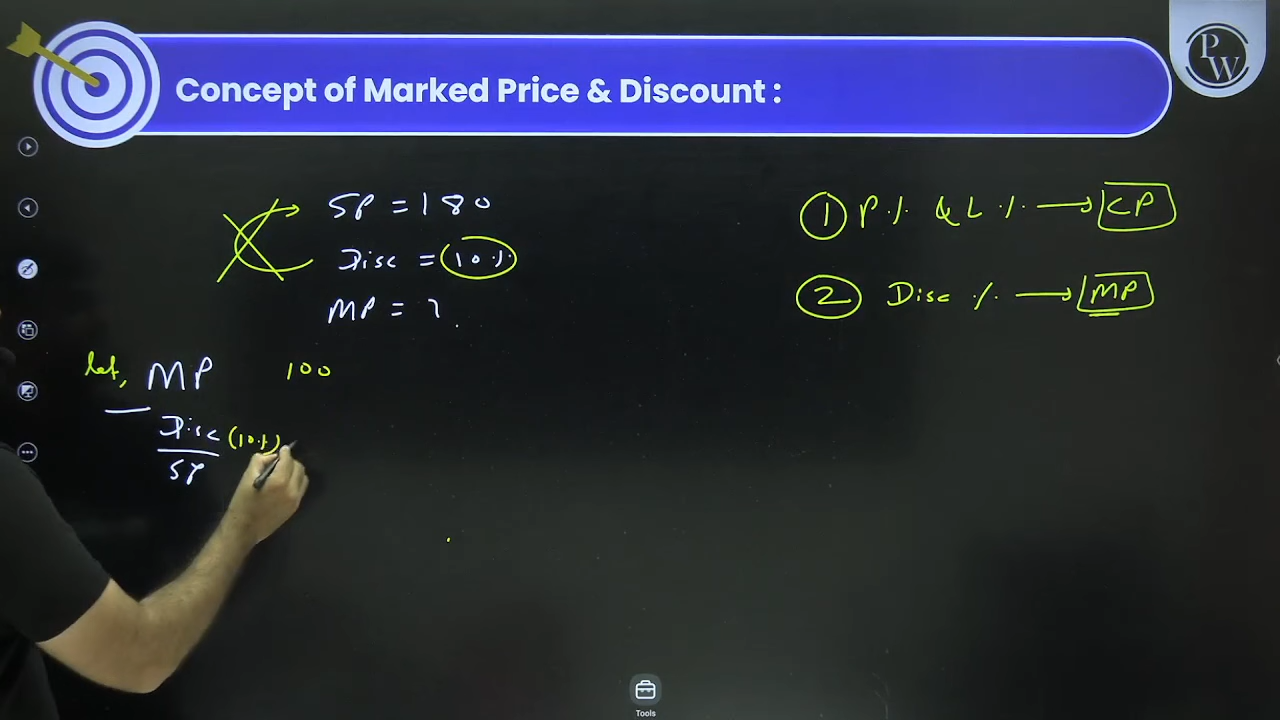 PW
Concept of Marked Price & Discount :
SP = 180
Disc = 10 %
MP = ?
① P % & L % → CP
② Disc % → MP
let, MP 100
— Disc (10%)
SP
Tools